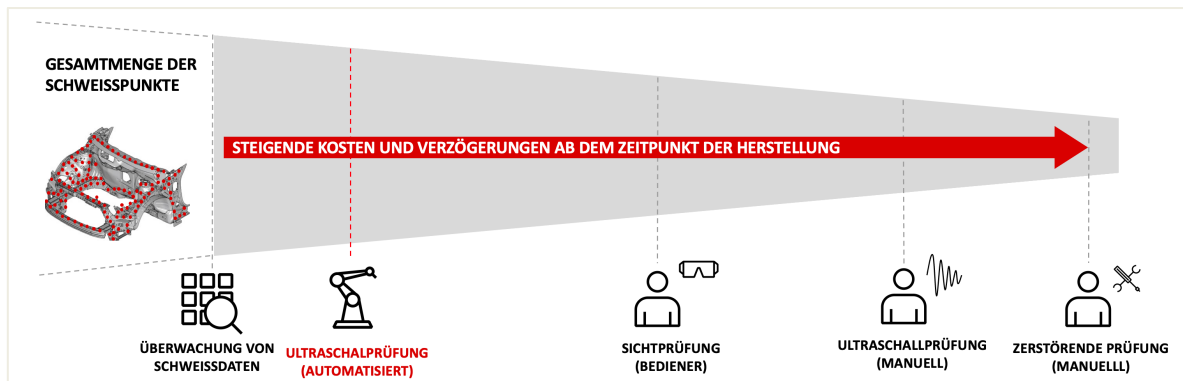 GESAMTMENGE DER
SCHWEISSPUNKTE
STEIGENDE KOSTEN UND VERZÖGERUNGEN AB DEM ZEITPUNKT DER HERSTELLUNG
ÜBERWACHUNG VON
SCHWEISSDATEN
ULTRASCHALPRÜFUNG
(AUTOMATISIERT)
SICHTPRÜFUNG
(BEDIENER)
ULTRASCHALLPRÜFUNG
(MANUELL)
ZERSTÖRENDE PRÜFUNG
(MANUELLL)